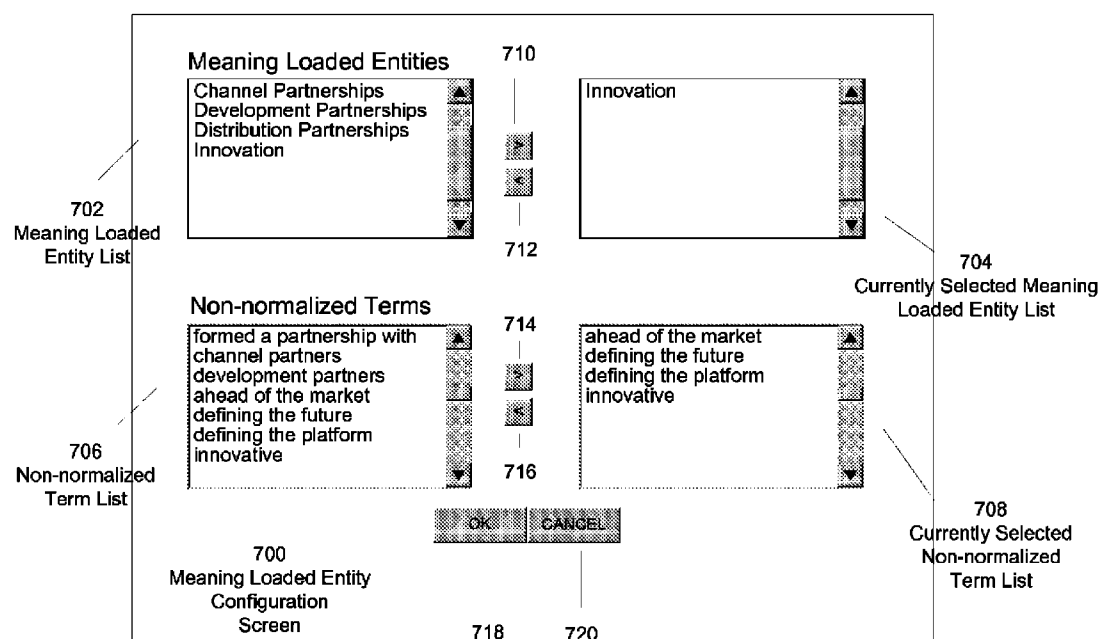 710
Meaning Loaded Entities
Channel Partnerships
Development Partnerships
Distribution Partnerships
Innovation
Innovation
>
<
702
Meaning Loaded
Entity List
712
704
Currently Selected Meaning
Loaded Entity List
Non-normalized Terms
714
formed a partnership with
channel partners
development partners
ahead of the market
defining the future
defining the platform
innovative
ahead of the market
defining the future
defining the platform
innovative
>
<
706
Non-normalized
Term List
716
708
Currently Selected
Non-normalized
Term List
OK CANCEL
700
Meaning Loaded Entity
Configuration
Screen
718 720